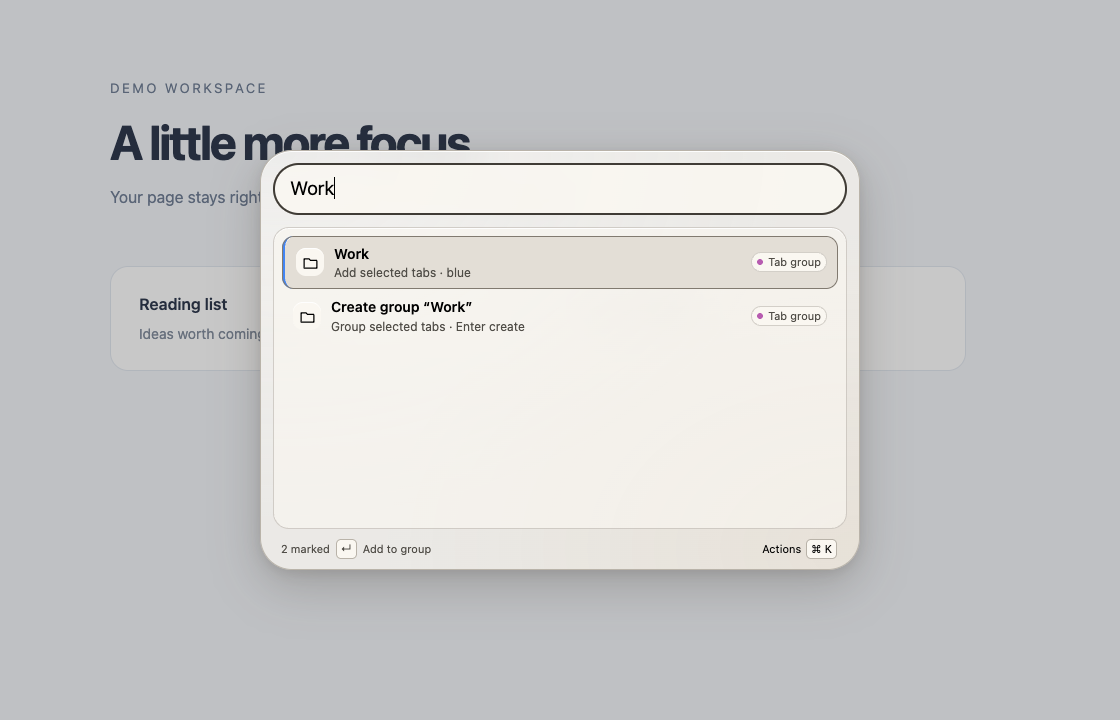 DEMO WORKSPACE
A little more focus
Your page stays right
Work
Reading list
Ideas worth coming
Work
Add selected tabs · blue
Tab group
Create group “Work”
Group selected tabs · Enter create
Tab group
2 marked ↵ Add to group
Actions ⌘ K